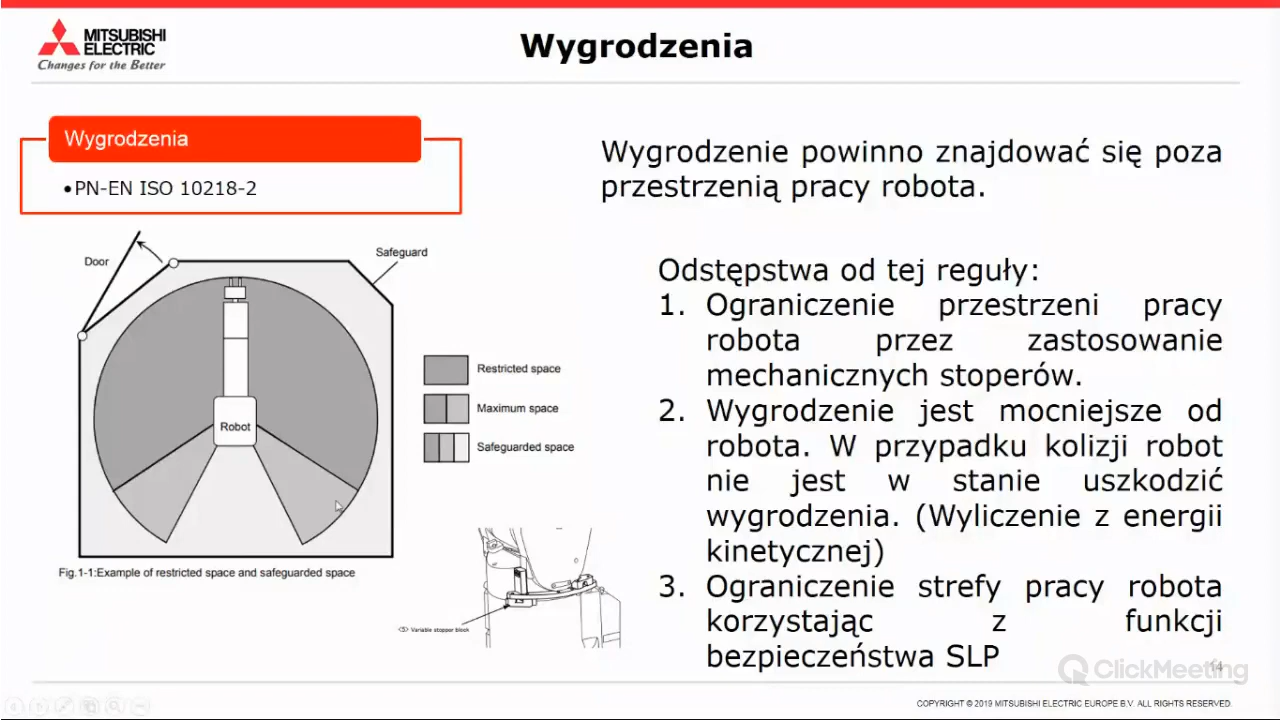 MITSUBISHI
ELECTRIC
Changes for the Better
Wygrodzenia
Wygrodzenia
•PN-EN ISO 10218-2
Wygrodzenie powinno znajdować się poza
przestrzenią pracy robota.
Door
Safeguard
Robot
Restricted space
Maximum space
Safeguarded space
Fig.1-1:Example of restricted space and safeguarded space
<5> Variable stopper block
Odstępstwa od tej reguły:
1. Ograniczenie przestrzeni pracy
robota przez zastosowanie
mechanicznych stoperów.
2. Wygrodzenie jest mocniejsze od
robota. W przypadku kolizji robot
nie jest w stanie uszkodzić
wygrodzenia. (Wyliczenie z energii
kinetycznej)
3. Ograniczenie strefy pracy robota
korzystając z funkcji
bezpieczeństwa SLP
14
ClickMeeting
COPYRIGHT © 2019 MITSUBISHI ELECTRIC EUROPE B.V. ALL RIGHTS RESERVED.